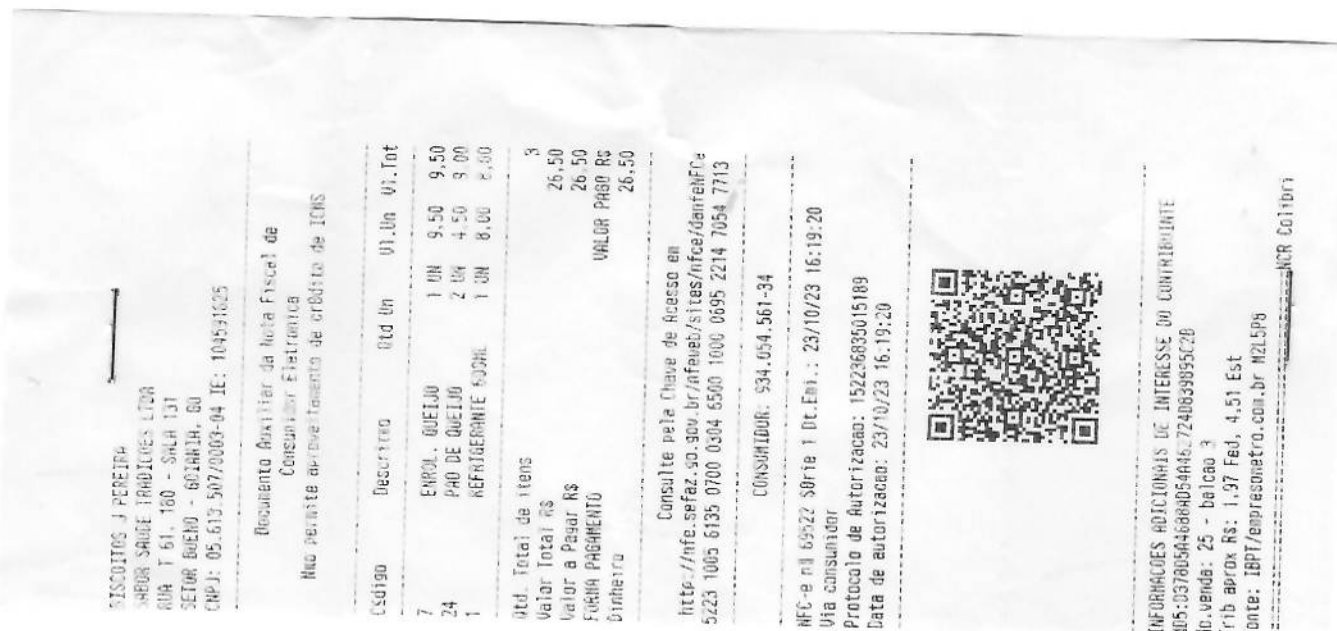 BISCOITOS J PEREIRA
SABOR SAUDE TRADICOES LTDA
RUA T 61, 180 - SALA 131
SETOR BUENO - GOIANIA, GO
CNPJ: 05.613.507/0003-04 IE: 104591825
Documento Auxiliar da Nota Fiscal de
Consumidor Eletronica
Nao permite aproveitamento de crédito de ICMS
Código Descricao Qtd Un Vl.Un Vl.Tot
7 ENROL. QUEIJO 1 UN 9.50 9.50
24 PAO DE QUEIJO 2 UN 4.50 9.00
1 REFRIGERANTE 600ML 1 UN 8.00 8.00
Qtd. Total de itens 3
Valor Total R$ 26,50
Valor a Pagar R$ 26,50
FORMA PAGAMENTO VALOR PAGO R$
Dinheiro 26,50
Consulte pela Chave de Acesso em
http://nfe.sefaz.go.gov.br/nfeweb/sites/nfce/danfeNFCe
5223 1005 6135 0700 0304 6500 1000 0695 2214 7054 7713
CONSUMIDOR: 934.054.561-34
NFC-e nº 69522 Série 1 Dt.Emi.: 23/10/23 16:19:20
Via consumidor
Protocolo de Autorizacao: 152236835015189
Data de autorizacao: 23/10/23 16:19:20
INFORMACOES ADICIONAIS DE INTERESSE DO CONTRIBUINTE
MD5:D378D5A4688AD54A462724D839895C2B
No.venda: 25 - balcao 3
Trib aprox R$: 1,97 Fed, 4,51 Est
Fonte: IBPT/empresometro.com.br M2L5P8
NCR Colibri